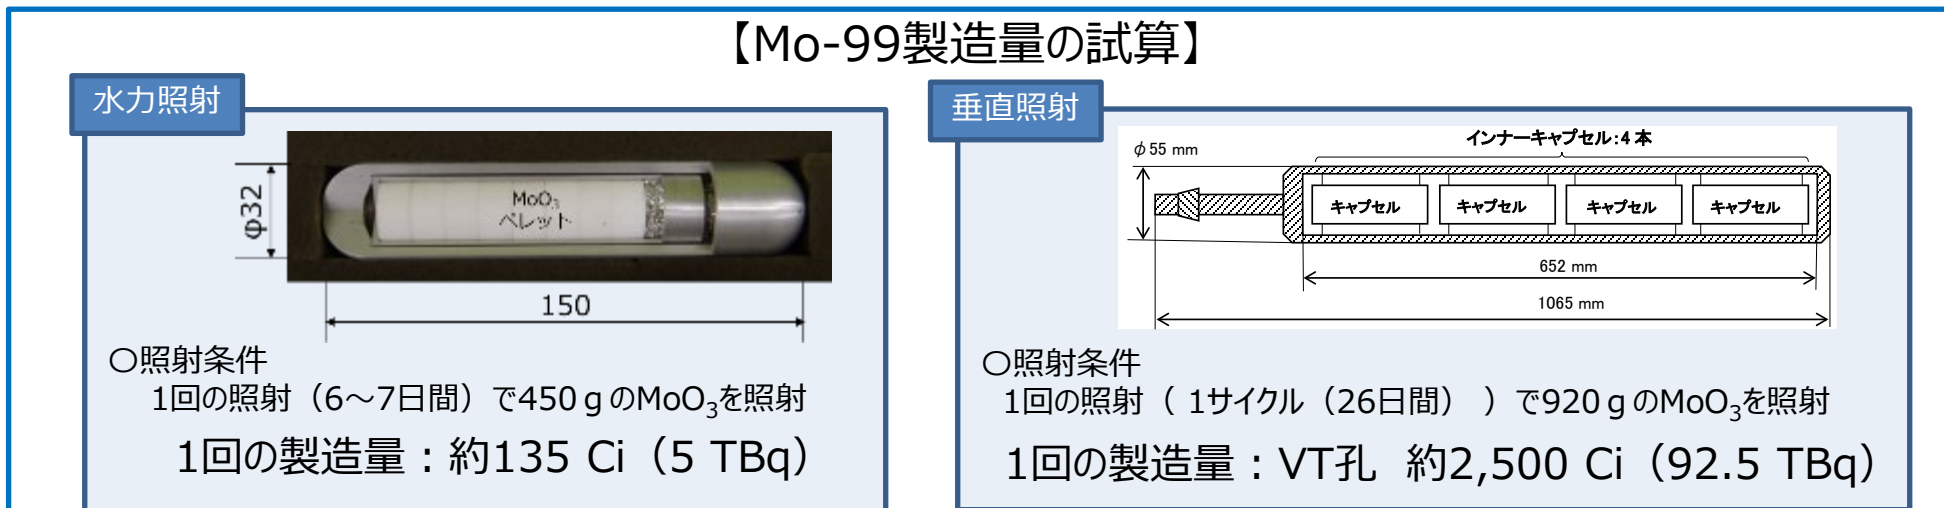 【Mo-99製造量の試算】
水力照射
φ32
MoO₃
ペレット
150
〇照射条件
1回の照射（6～7日間）で450 g のMoO₃を照射
1回の製造量：約135 Ci（5 TBq）
垂直照射
インナーキャプセル：4 本
φ 55 mm
キャプセル キャプセル キャプセル キャプセル
652 mm
1065 mm
〇照射条件
1回の照射（ 1サイクル（26日間） ）で920 g のMoO₃を照射
1回の製造量：VT孔 約2,500 Ci（92.5 TBq）